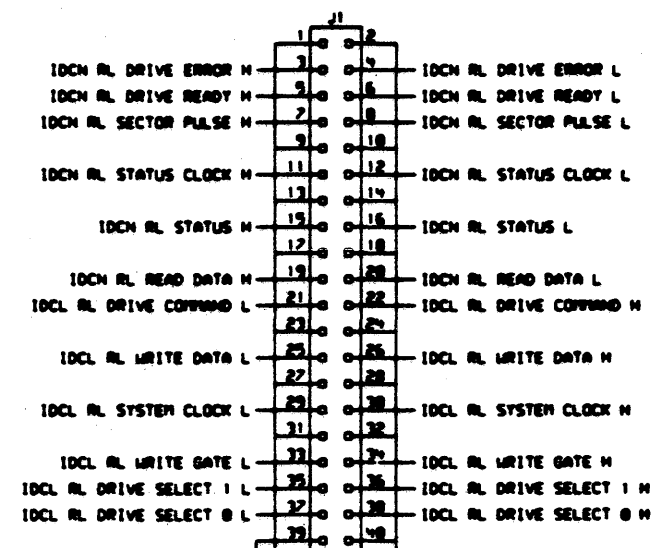 J1
1 2
IDCN RL DRIVE ERROR H 3 4 IDCN RL DRIVE ERROR L
IDCN RL DRIVE READY H 5 6 IDCN RL DRIVE READY L
IDCN RL SECTOR PULSE H 7 8 IDCN RL SECTOR PULSE L
9 10
IDCN RL STATUS CLOCK H 11 12 IDCN RL STATUS CLOCK L
13 14
IDCN RL STATUS H 15 16 IDCN RL STATUS L
17 18
IDCN RL READ DATA H 19 20 IDCN RL READ DATA L
IDCL RL DRIVE COMMAND L 21 22 IDCL RL DRIVE COMMAND H
23 24
IDCL RL WRITE DATA L 25 26 IDCL RL WRITE DATA H
27 28
IDCL RL SYSTEM CLOCK L 29 30 IDCL RL SYSTEM CLOCK H
31 32
IDCL RL WRITE GATE L 33 34 IDCL RL WRITE GATE H
IDCL RL DRIVE SELECT 1 L 35 36 IDCL RL DRIVE SELECT 1 H
IDCL RL DRIVE SELECT 0 L 37 38 IDCL RL DRIVE SELECT 0 H
39 40